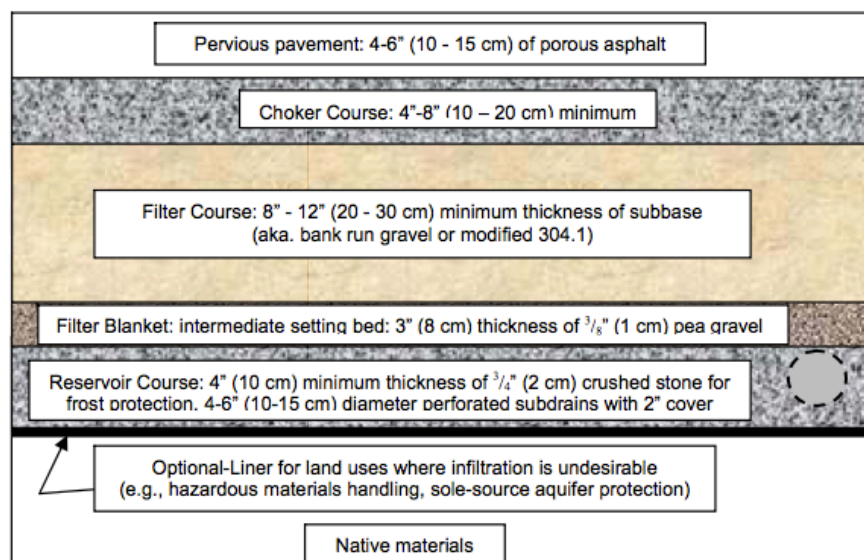 Pervious pavement: 4-6” (10 - 15 cm) of porous asphalt
Choker Course: 4”-8” (10 – 20 cm) minimum
Filter Course: 8” - 12” (20 - 30 cm) minimum thickness of subbase
(aka. bank run gravel or modified 304.1)
Filter Blanket: intermediate setting bed: 3” (8 cm) thickness of 3/8” (1 cm) pea gravel
Reservoir Course: 4” (10 cm) minimum thickness of 3/4” (2 cm) crushed stone for
frost protection. 4-6” (10-15 cm) diameter perforated subdrains with 2” cover
Optional-Liner for land uses where infiltration is undesirable
(e.g., hazardous materials handling, sole-source aquifer protection)
Native materials